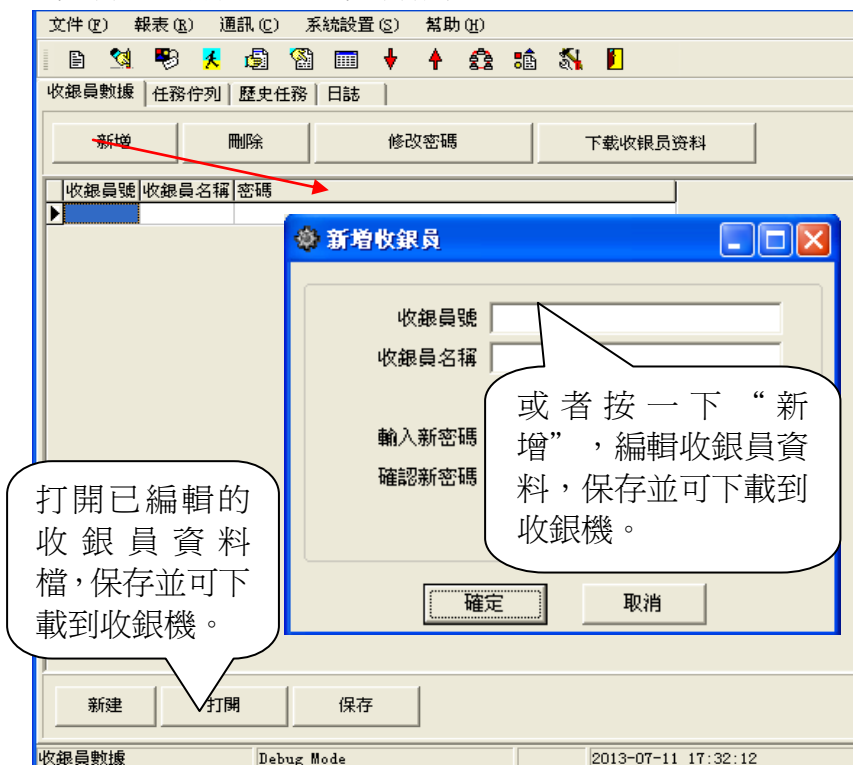 文件(F) 報表(R) 通訊(C) 系統設置(S) 幫助(H)
收銀員數據 任務佇列 歷史任務 日誌
新增 刪除 修改密碼 下載收银员资料
收銀員號 收銀員名稱 密碼
新增收銀員
收銀員號
收銀員名稱
輸入新密碼
確認新密碼
確定 取消
或者按一下“新
增”，編輯收銀員資
料，保存並可下載到
收銀機。
打開已編輯的
收銀員資料
檔，保存並可下
載到收銀機。
新建 打開 保存
收銀員數據 Debug Mode 2013-07-11 17:32:12